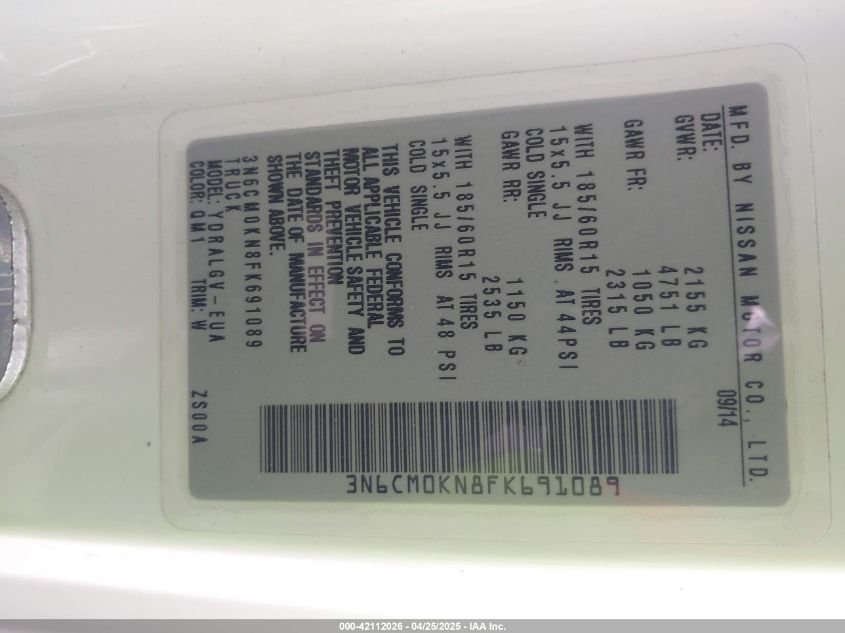 MFD. BY NISSAN MOTOR CO., LTD.
DATE: 09/14
GVWR: 2155 KG
4751 LB
GAWR FR: 1050 KG
2315 LB
WITH 185/60R15 TIRES
15x5.5 JJ RIMS . AT 44PSI
COLD SINGLE
GAWR RR: 1150 KG
2535 LB
WITH 185/60R15 TIRES
15x5.5 JJ RIMS AT 48 PSI
COLD SINGLE
THIS VEHICLE CONFORMS TO
ALL APPLICABLE FEDERAL
MOTOR VEHICLE SAFETY AND
THEFT PREVENTION
STANDARDS IN EFFECT ON
THE DATE OF MANUFACTURE
SHOWN ABOVE.
3N6CM0KN8FK691089
TRUCK
MODEL: YDRALGV-EUA
COLOR: QM1 TRIM: W ZS00A
3N6CM0KN8FK691089
000-42112026 - 04/25/2025 - IAA Inc.